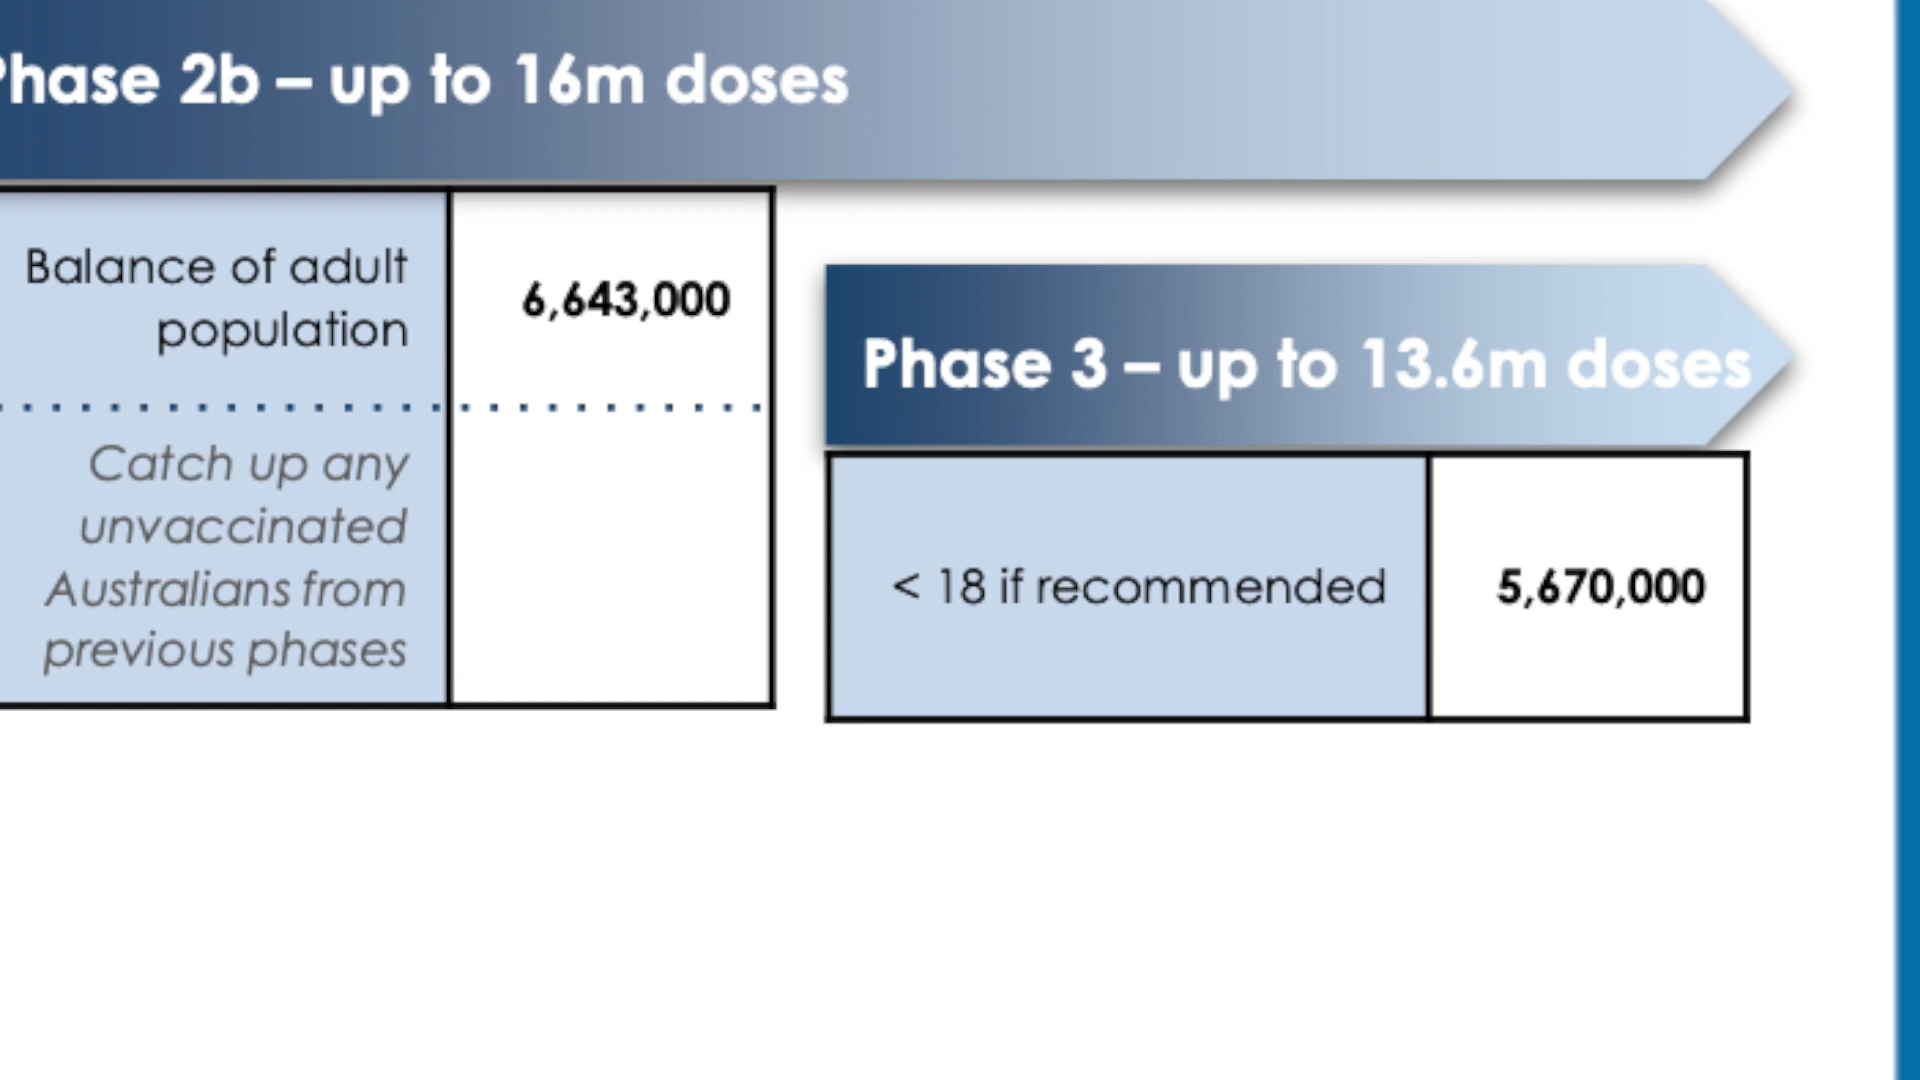 Phase 2b – up to 16m doses
Balance of adult
population
6,643,000
Catch up any
unvaccinated
Australians from
previous phases
Phase 3 – up to 13.6m doses
< 18 if recommended
5,670,000